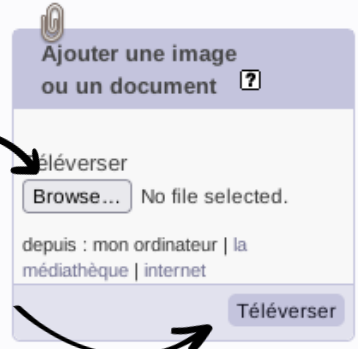 Ajouter une image
ou un document ?
Téléverser
Browse... No file selected.
depuis : mon ordinateur | la
médiathèque | internet
Téléverser